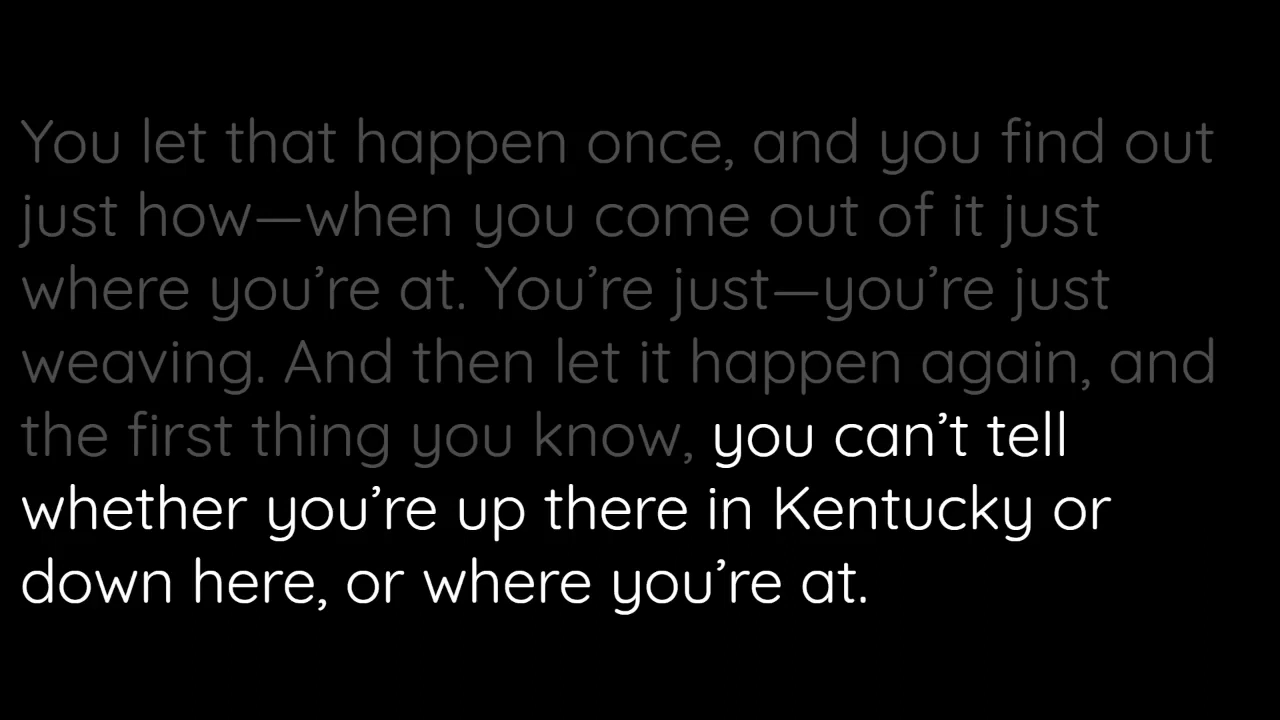 You let that happen once, and you find out
just how—when you come out of it just
where you’re at. You’re just—you’re just
weaving. And then let it happen again, and
the first thing you know, you can’t tell
whether you’re up there in Kentucky or
down here, or where you’re at.